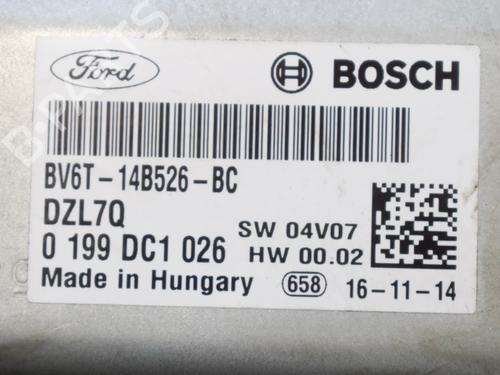 Ford BOSCH
BV6T-14B526-BC
DZL7Q SW 04V07
0 199 DC1 026 HW 00.02
Made in Hungary 658 16-11-14
B-PARTS